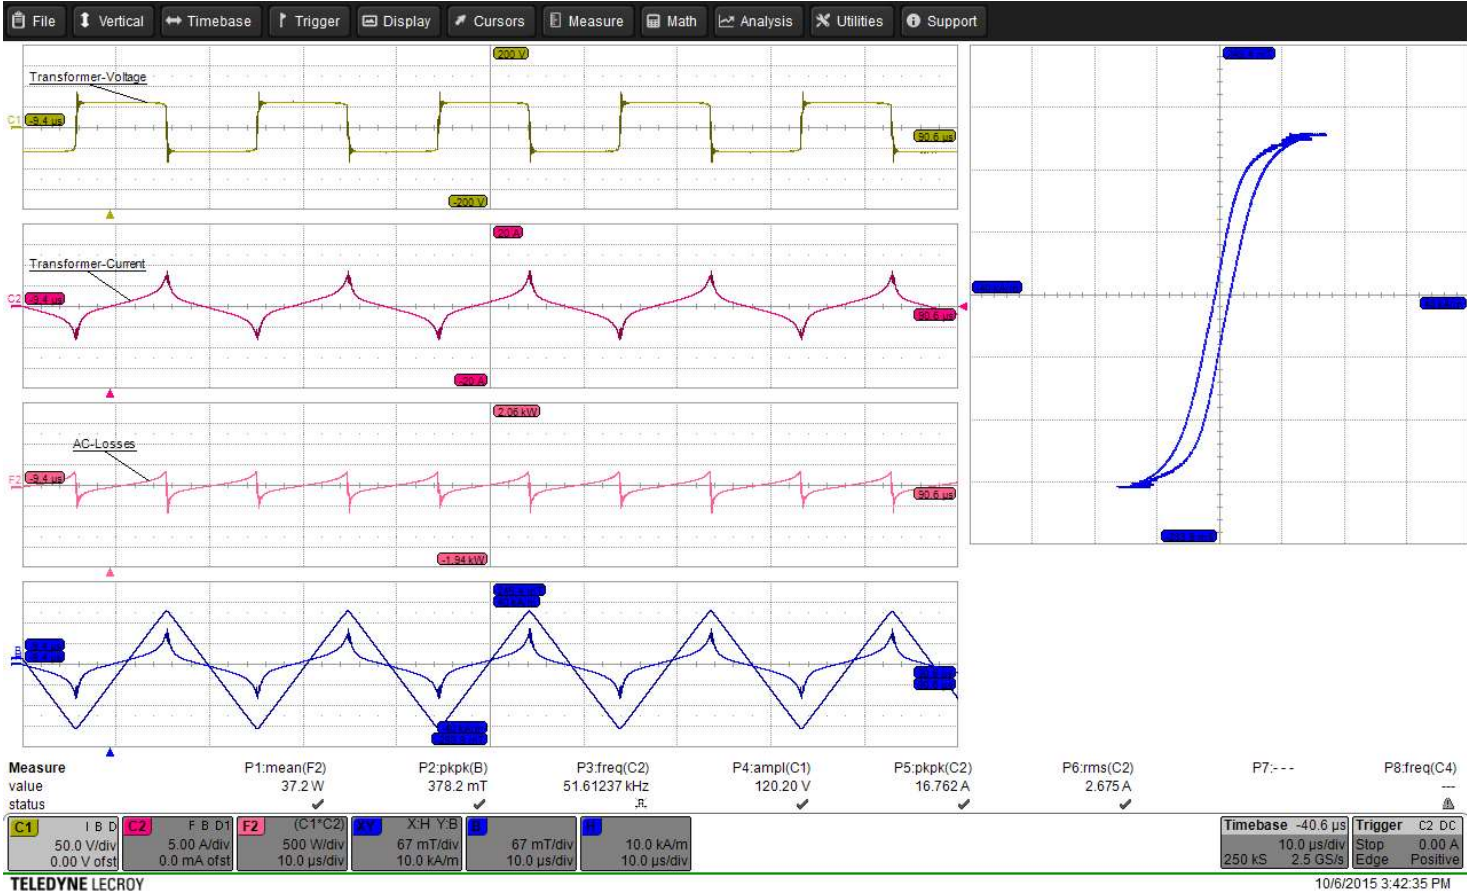 File Vertical Timebase Trigger Display Cursors Measure Math Analysis Utilities Support
200 V
Transformer-Voltage
C1 -9.4 µs
90.6 µs
-200 V
20 A
Transformer-Current
C2 -9.4 µs
90.6 µs
-20 A
2.06 kW
AC-Losses
F2 -9.4 µs
90.6 µs
-1.94 kW
B
Measure P1:mean(F2) P2:pkpk(B) P3:freq(C2) P4:ampl(C1) P5:pkpk(C2) P6:rms(C2) P7:--- P8:freq(C4)
value 37.2 W 378.2 mT 51.61237 kHz 120.20 V 16.762 A 2.675 A ---
status
C1 I B D C2 F B D1 F2 (C1*C2) XY X:H Y:B B H Timebase -40.6 µs Trigger C2 DC
50.0 V/div 5.00 A/div 500 W/div 67 mT/div 67 mT/div 10.0 kA/m 10.0 µs/div Stop 0.00 A
0.00 V ofst 0.0 mA ofst 10.0 µs/div 10.0 kA/m 10.0 µs/div 10.0 µs/div 250 kS 2.5 GS/s Edge Positive
TELEDYNE LECROY 10/6/2015 3:42:35 PM